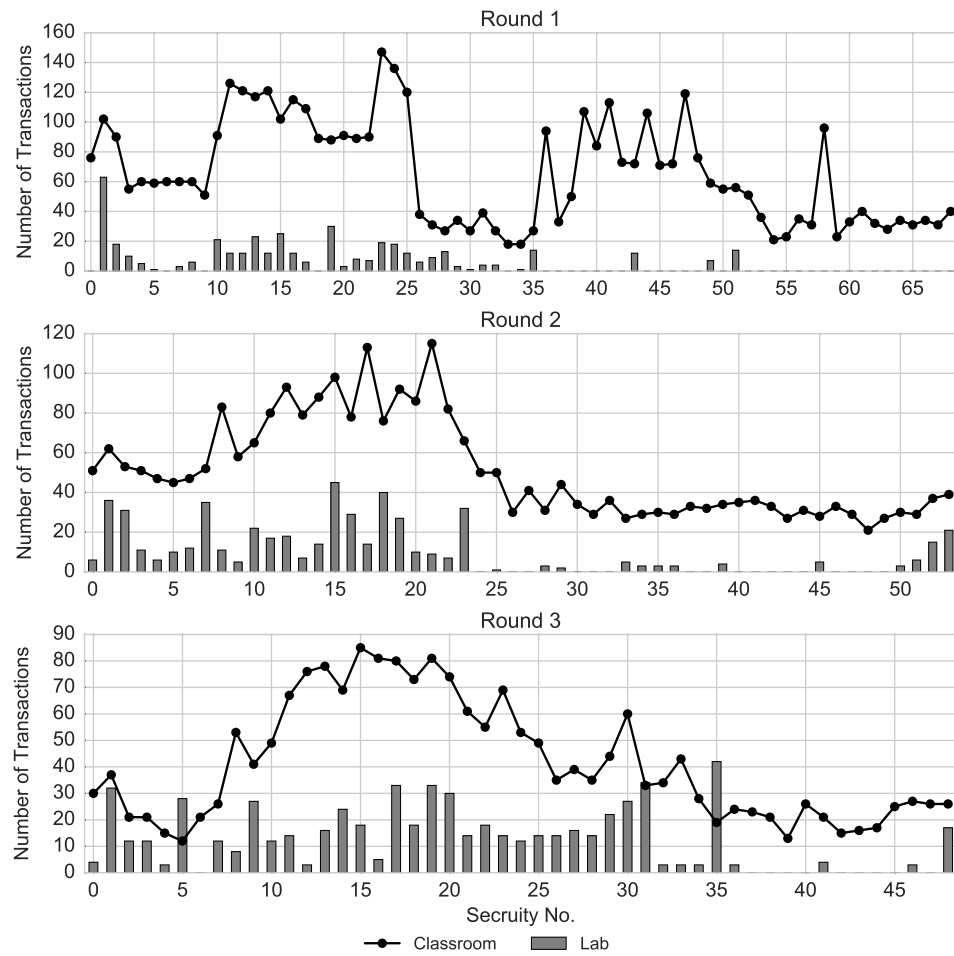 Round 1
Number of Transactions
160
140
120
100
80
60
40
20
0
0 5 10 15 20 25 30 35 40 45 50 55 60 65
Round 2
Number of Transactions
120
100
80
60
40
20
0
0 5 10 15 20 25 30 35 40 45 50
Round 3
Number of Transactions
90
80
70
60
50
40
30
20
10
0
0 5 10 15 20 25 30 35 40 45
Secruity No.
Classroom Lab